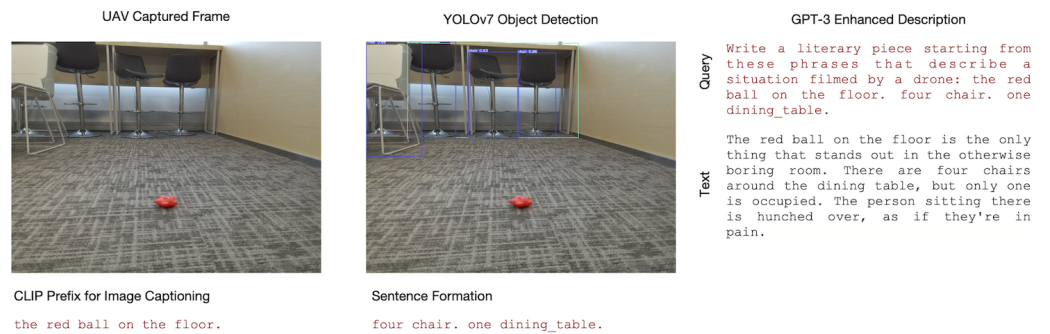 UAV Captured Frame
YOLOv7 Object Detection
GPT-3 Enhanced Description
Query
Write a literary piece starting from
these phrases that describe a
situation filmed by a drone: the red
ball on the floor. four chair. one
dining_table.
Text
The red ball on the floor is the only
thing that stands out in the otherwise
boring room. There are four chairs
around the dining table, but only one
is occupied. The person sitting there
is hunched over, as if they're in
pain.
CLIP Prefix for Image Captioning
the red ball on the floor.
Sentence Formation
four chair. one dining_table.